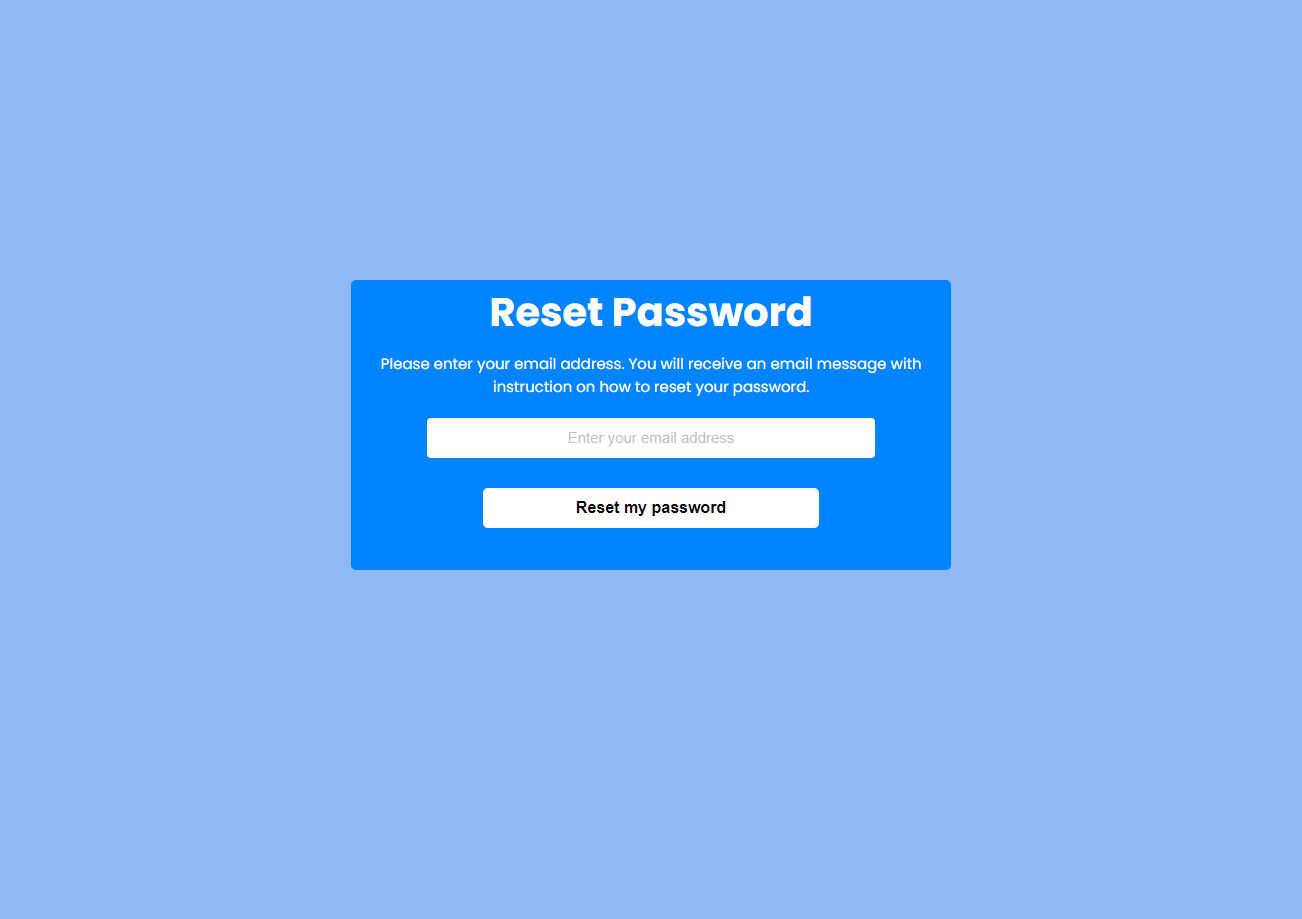 Reset Password
Please enter your email address. You will receive an email message with
instruction on how to reset your password.
Enter your email address
Reset my password